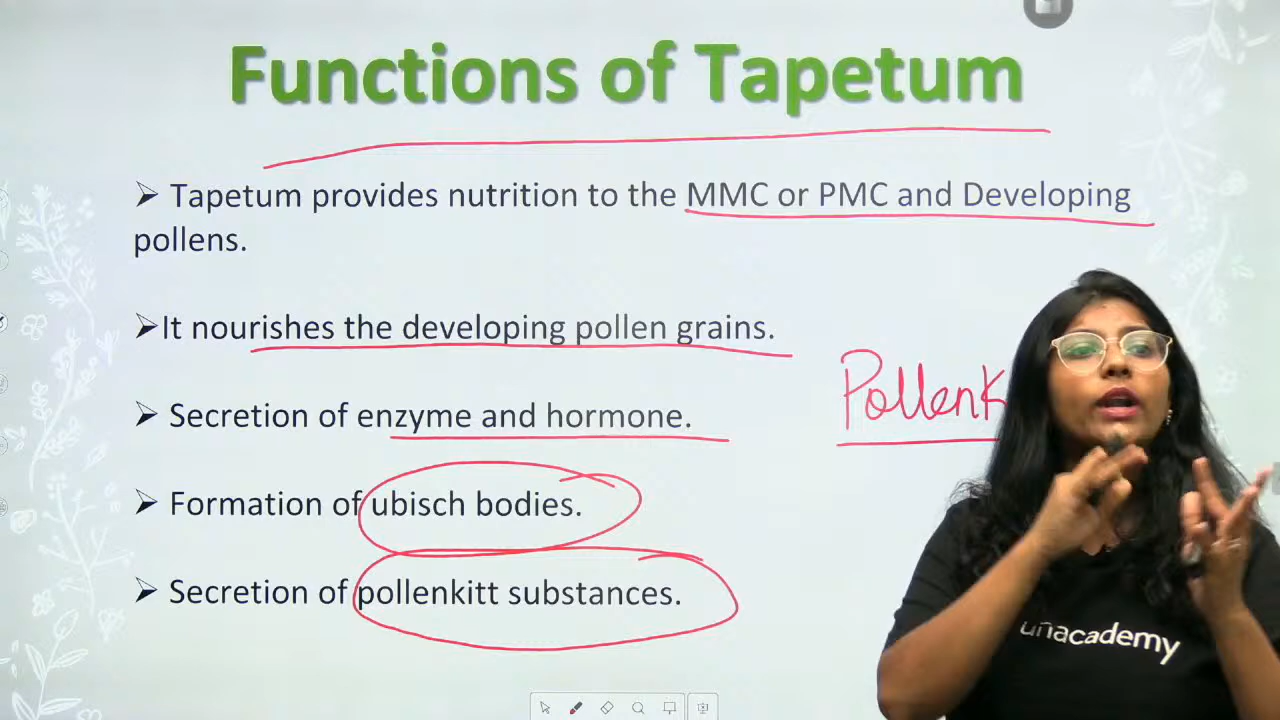 Functions of Tapetum
➢ Tapetum provides nutrition to the MMC or PMC and Developing
pollens.
➢It nourishes the developing pollen grains.
➢ Secretion of enzyme and hormone.
Pollenk
➢ Formation of ubisch bodies.
➢ Secretion of pollenkitt substances.
unacademy